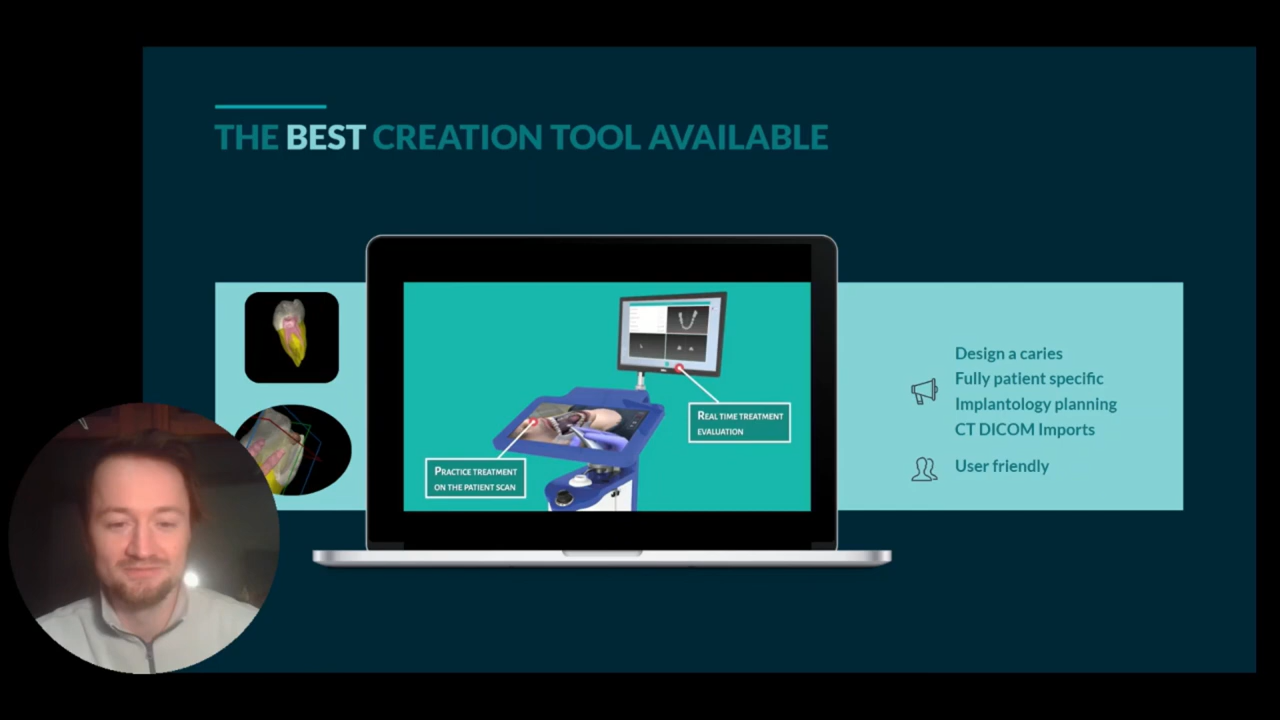 THE BEST CREATION TOOL AVAILABLE
REAL TIME TREATMENT
EVALUATION
PRACTICE TREATMENT
ON THE PATIENT SCAN
Design a caries
Fully patient specific
Implantology planning
CT DICOM Imports
User friendly